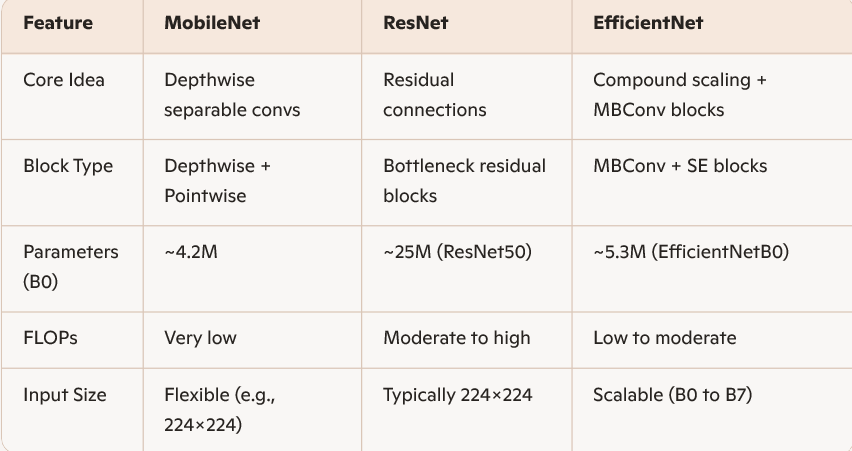 Feature MobileNet ResNet EfficientNet
Core Idea Depthwise Residual Compound scaling +
separable convs connections MBConv blocks
Block Type Depthwise + Bottleneck residual MBConv + SE blocks
Pointwise blocks
Parameters ~4.2M ~25M (ResNet50) ~5.3M (EfficientNetB0)
(B0)
FLOPs Very low Moderate to high Low to moderate
Input Size Flexible (e.g., Typically 224×224 Scalable (B0 to B7)
224×224)